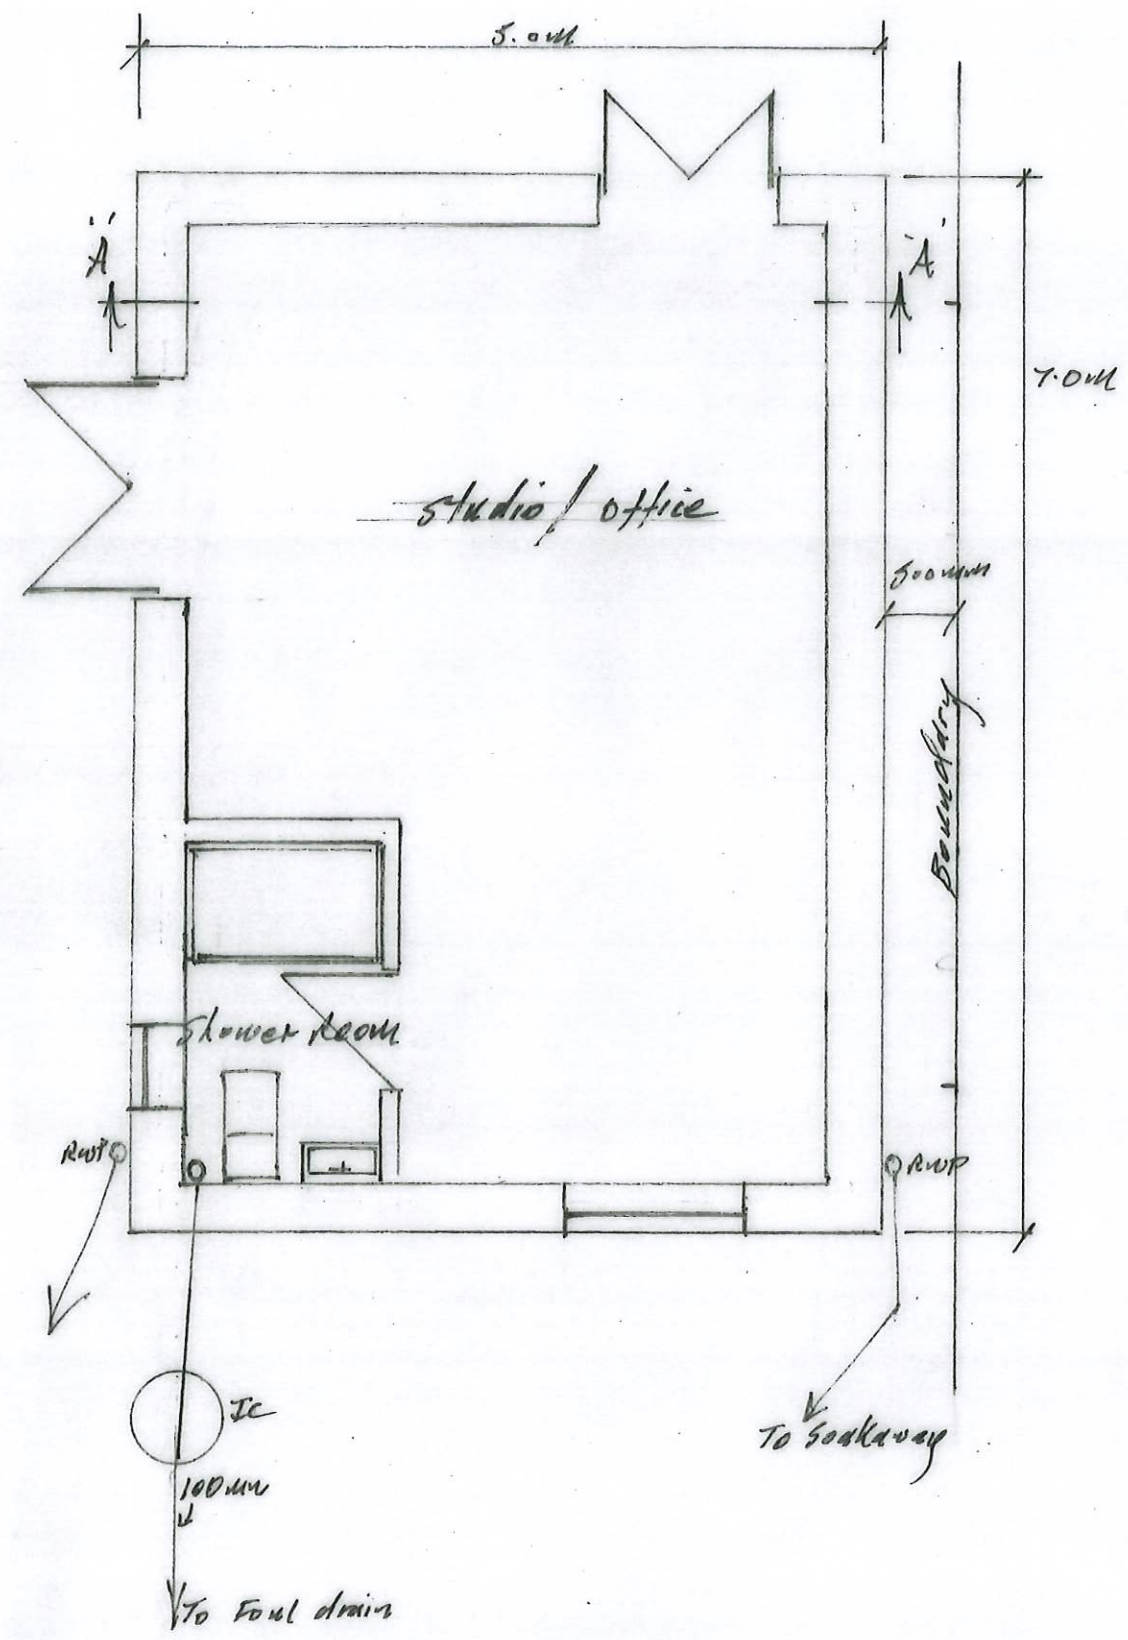 5.0M
'A'
'A'
7.0M
Studio / office
500mm
Boundary
Shower Room
RWP
RWP
IC
To Soakaway
100mm
To Foul drain